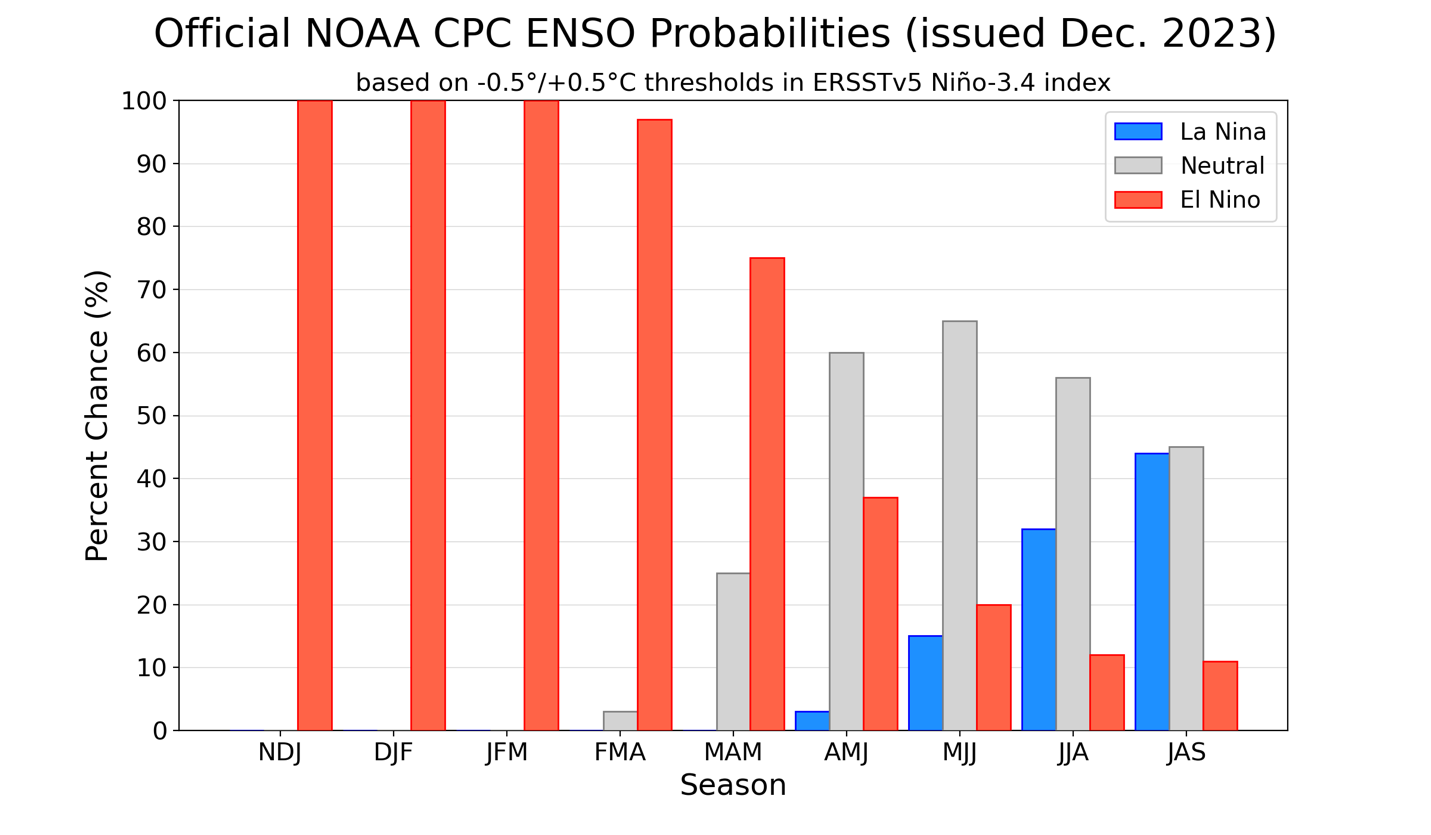 Official NOAA CPC ENSO Probabilities (issued Dec. 2023)
based on -0.5°/+0.5°C thresholds in ERSSTv5 Niño-3.4 index
100
90
80
70
60
50
40
30
20
10
0
Percent Chance (%)
La Nina
Neutral
El Nino
NDJ DJF JFM FMA MAM AMJ MJJ JJA JAS
Season